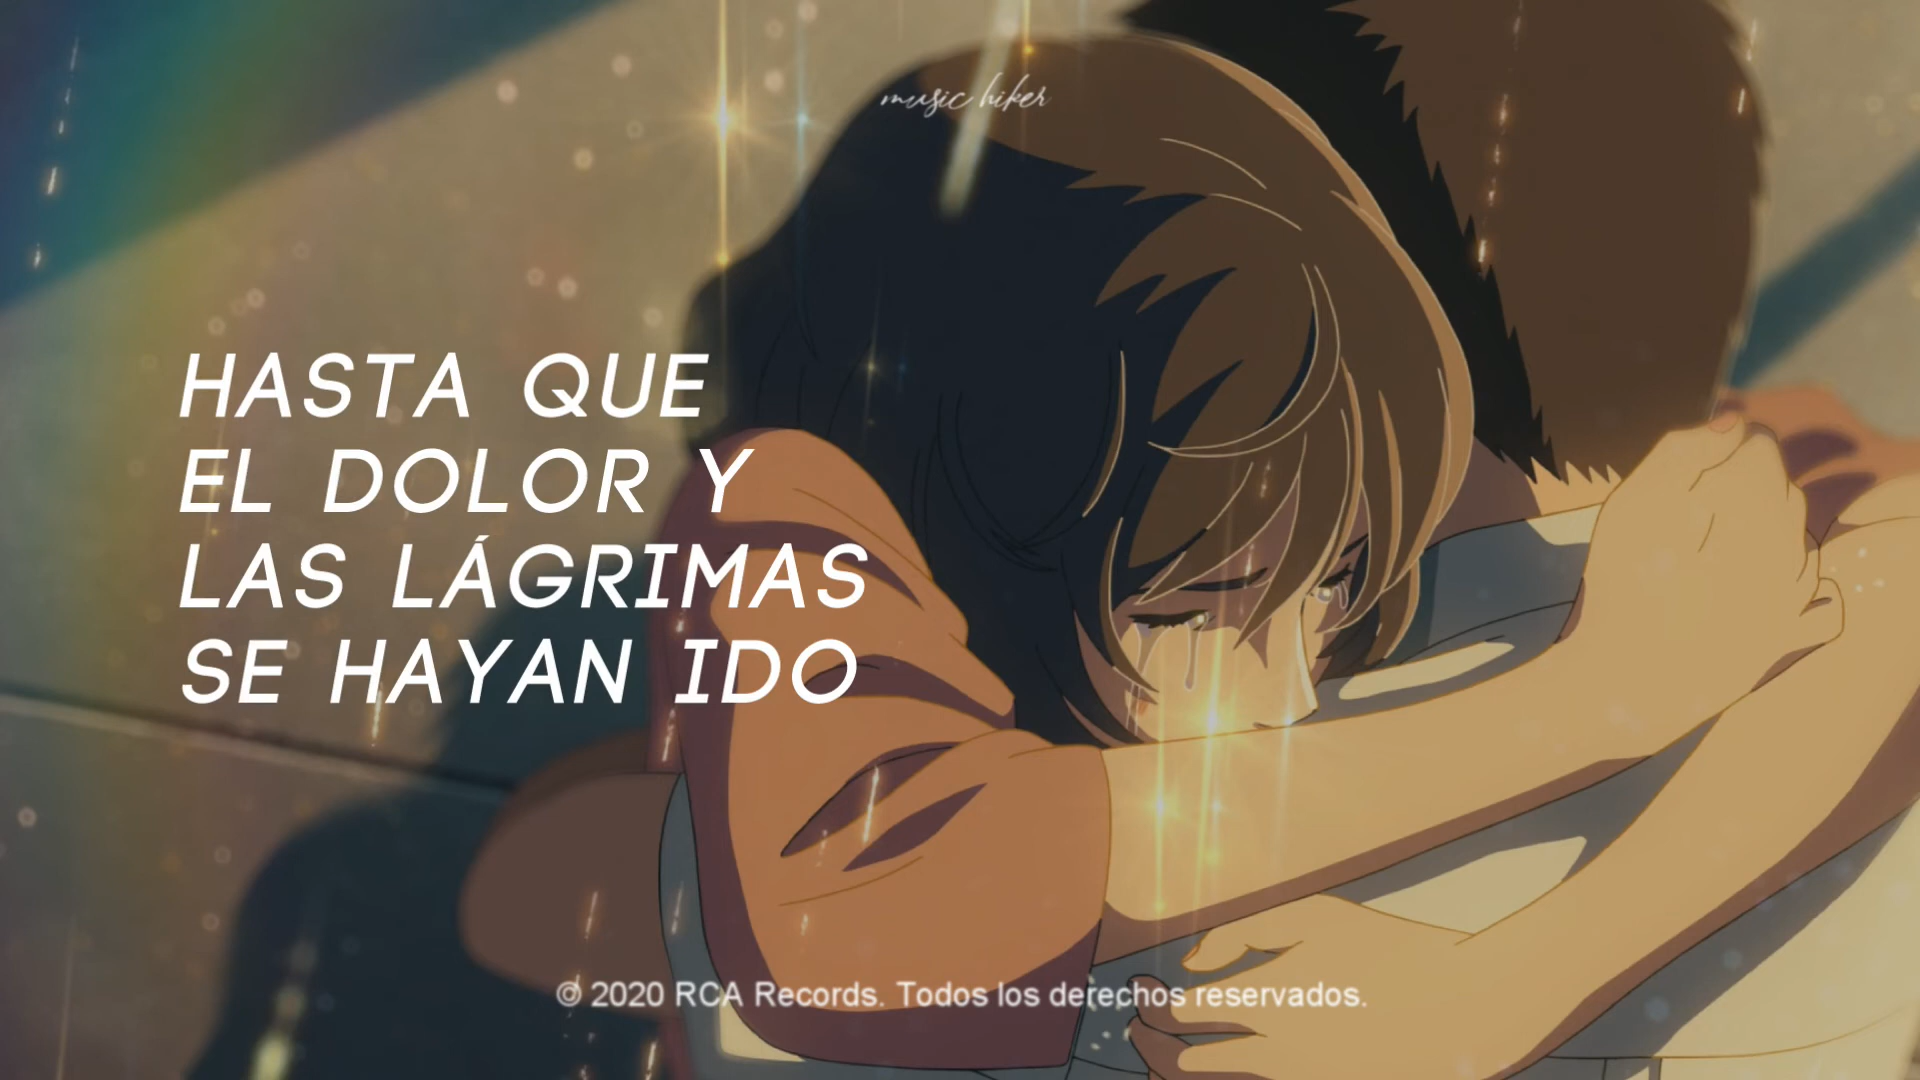 music hiker
HASTA QUE
EL DOLOR Y
LAS LÁGRIMAS
SE HAYAN IDO
© 2020 RCA Records. Todos los derechos reservados.